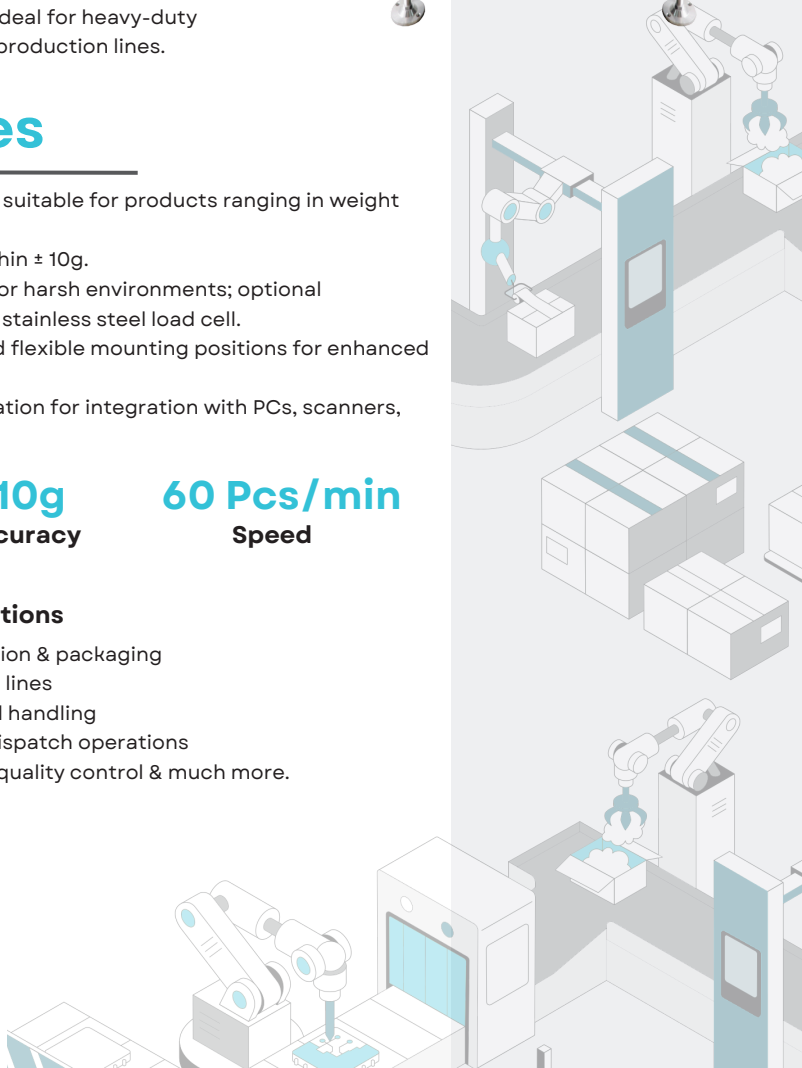 deal for heavy-duty
production lines.
es
suitable for products ranging in weight
hin ± 10g.
or harsh environments; optional
stainless steel load cell.
d flexible mounting positions for enhanced
ation for integration with PCs, scanners,
10g
60 Pcs/min
curacy
Speed
tions
ion & packaging
lines
l handling
ispatch operations
quality control & much more.